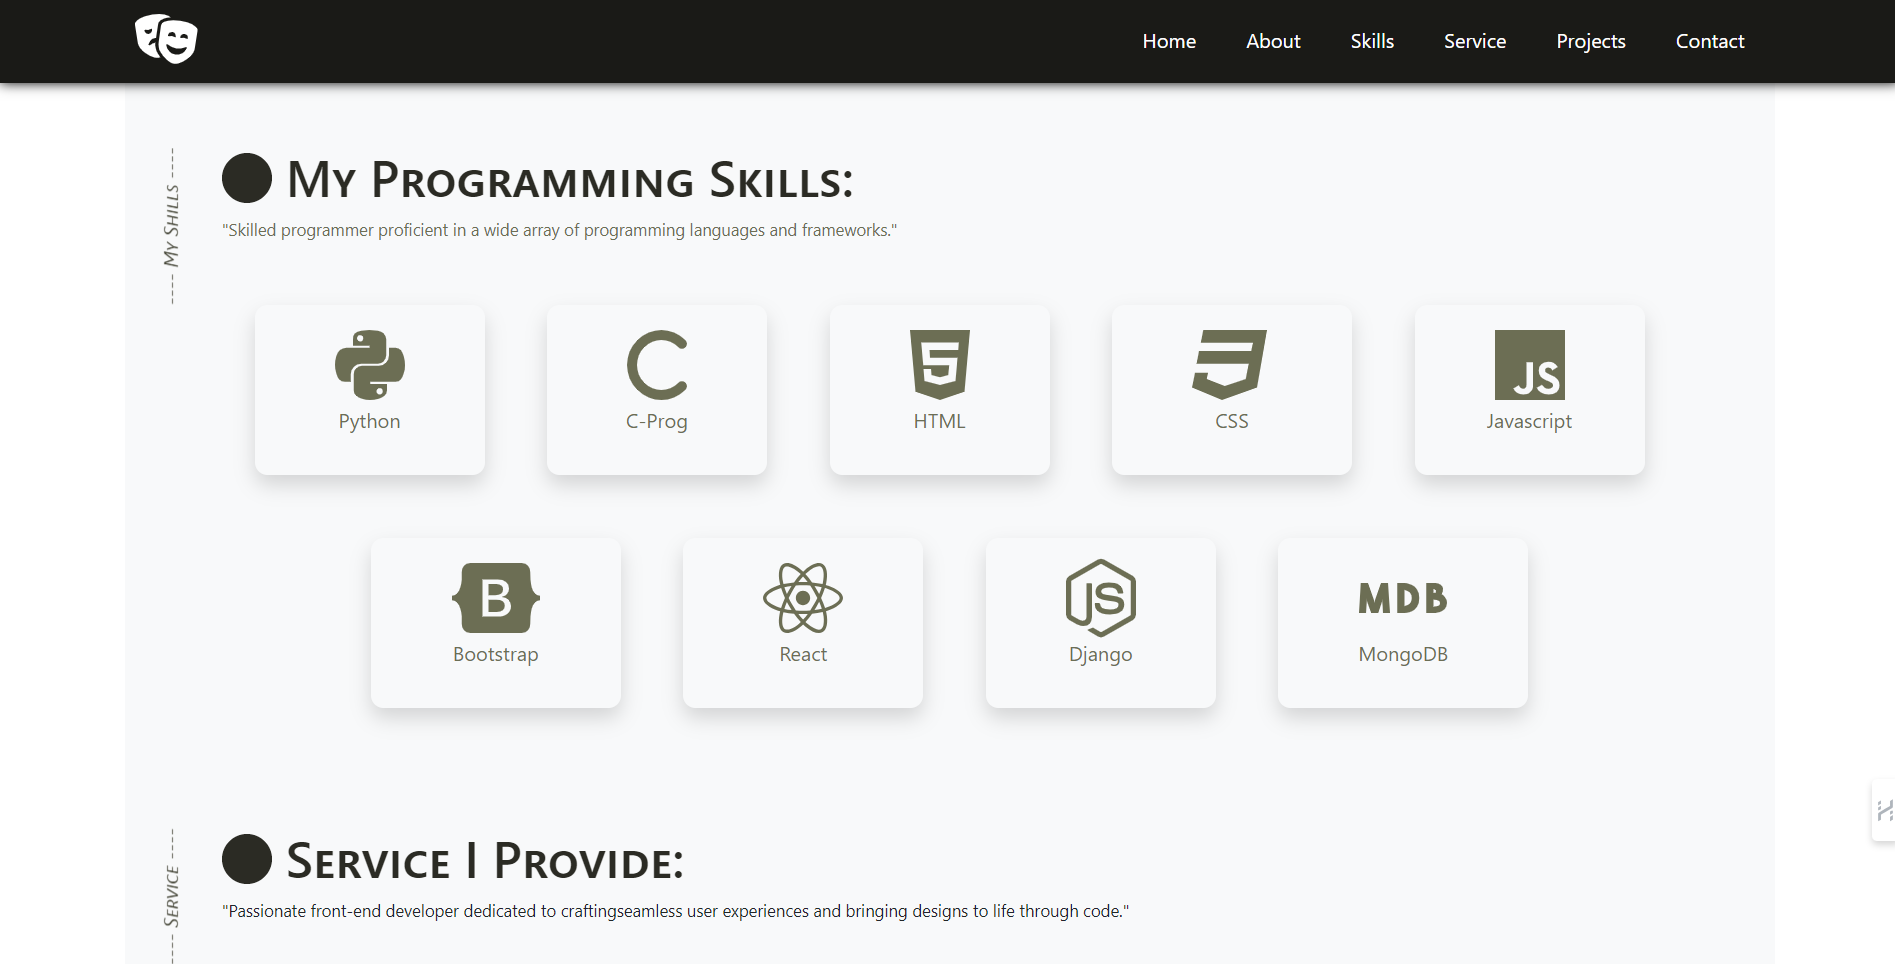 Home About Skills Service Projects Contact
---- My Shills ----
My Programming Skills:
"Skilled programmer proficient in a wide array of programming languages and frameworks."
5
JS
Python C-Prog HTML CSS Javascript
B
JS
MDB
Bootstrap React Django MongoDB
---- Service ----
Service I Provide:
"Passionate front-end developer dedicated to craftingseamless user experiences and bringing designs to life through code."